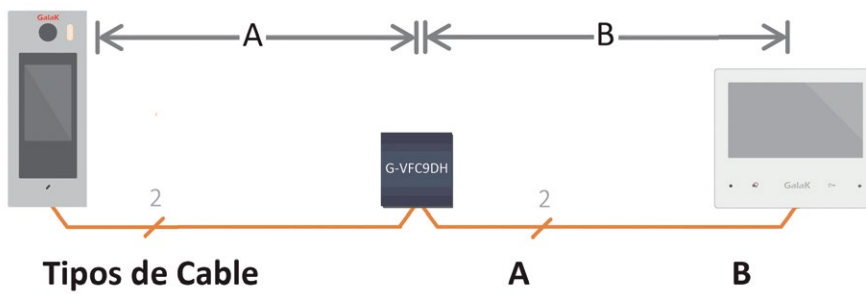 GalaK
A B
G-VFC9DH
GalaK
2 2
Tipos de Cable A B